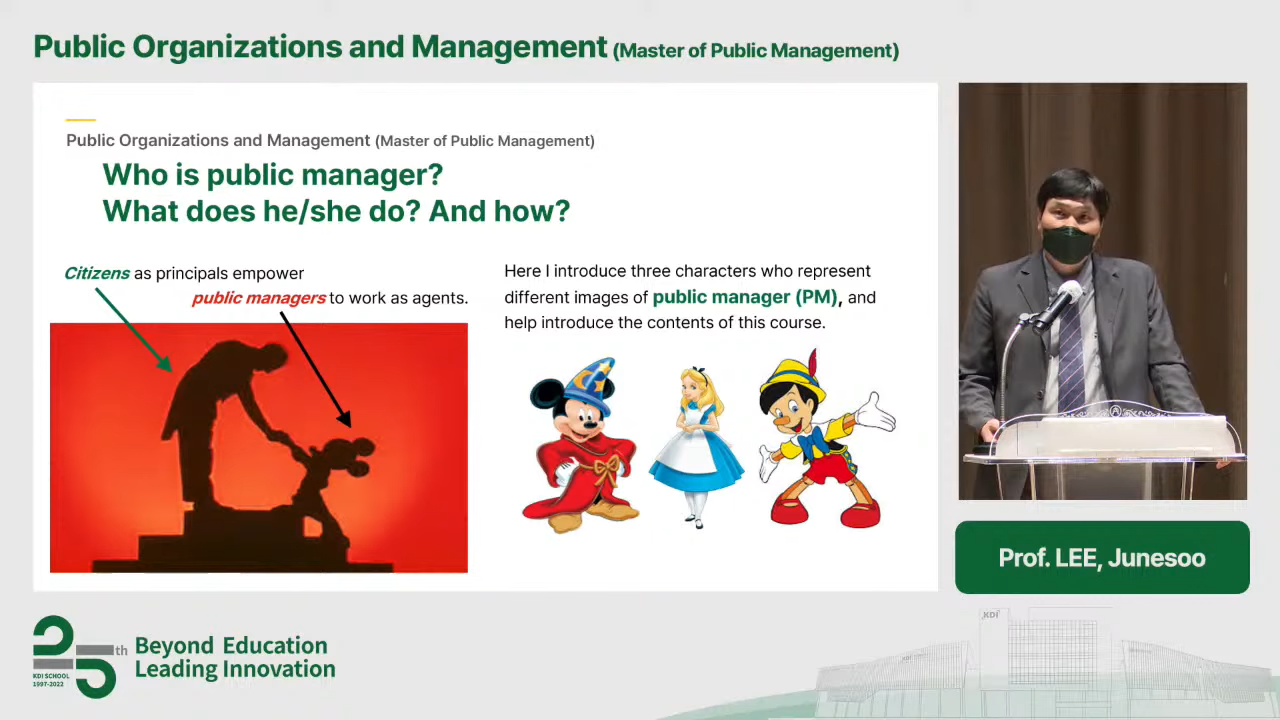 Public Organizations and Management (Master of Public Management)
Public Organizations and Management (Master of Public Management)
Who is public manager?
What does he/she do? And how?
Citizens as principals empower
public managers to work as agents.
Here I introduce three characters who represent
different images of public manager (PM), and
help introduce the contents of this course.
Prof. LEE, Junesoo
25th
KDI SCHOOL
1997-2022
Beyond Education
Leading Innovation
KDI
KDI